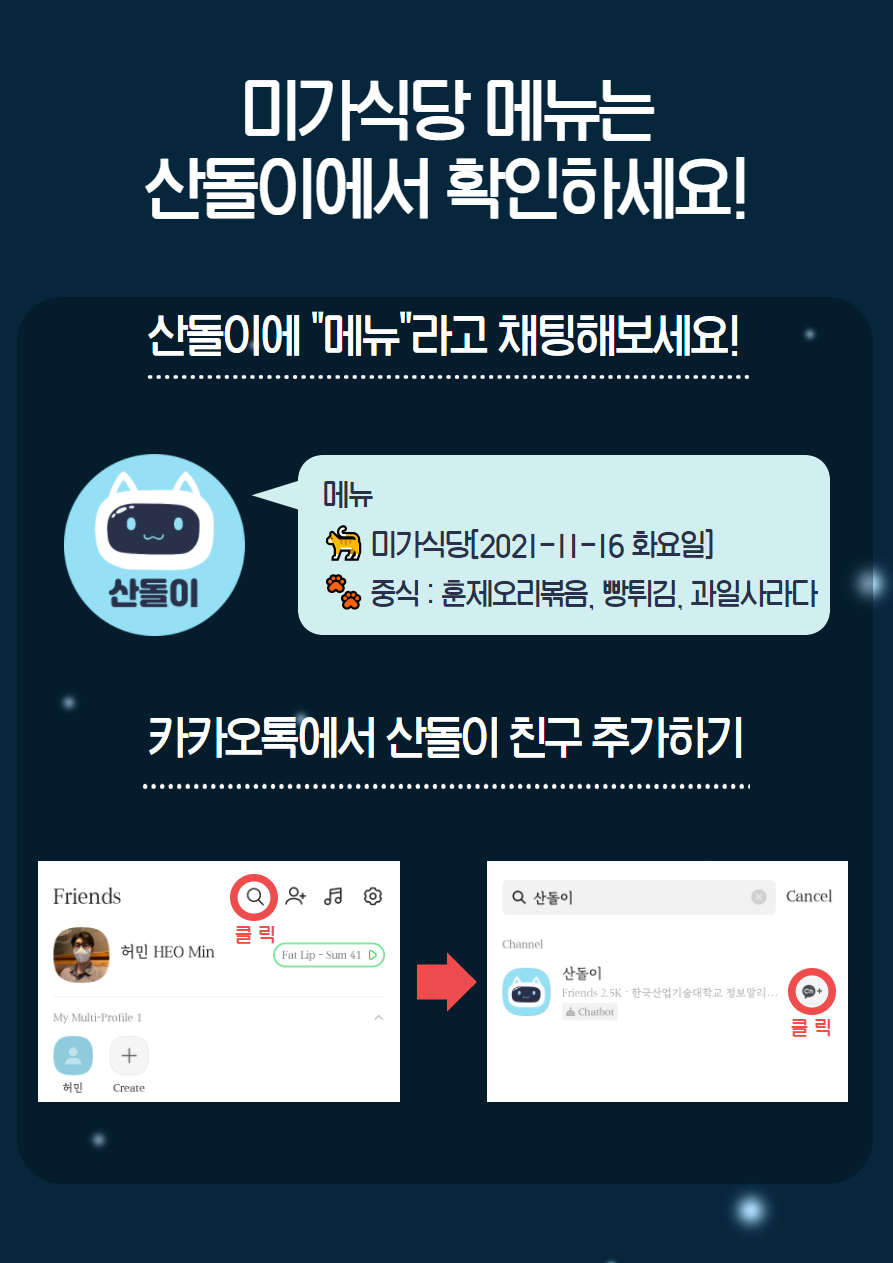 미가식당 메뉴는
산돌이에서 확인하세요!
산돌이에 "메뉴"라고 채팅해보세요!
산돌이
메뉴
미가식당[2021-11-16 화요일]
중식 : 훈제오리볶음, 빵튀김, 과일사라다
카카오톡에서 산돌이 친구 추가하기
Friends
클릭
허민 HEO Min
Fat Lip - Sum 41
My Multi-Profile 1
허민
Create
산돌이
Cancel
Channel
산돌이
Friends 2.5K · 한국산업기술대학교 정보알리...
Chatbot
Ch+
클릭